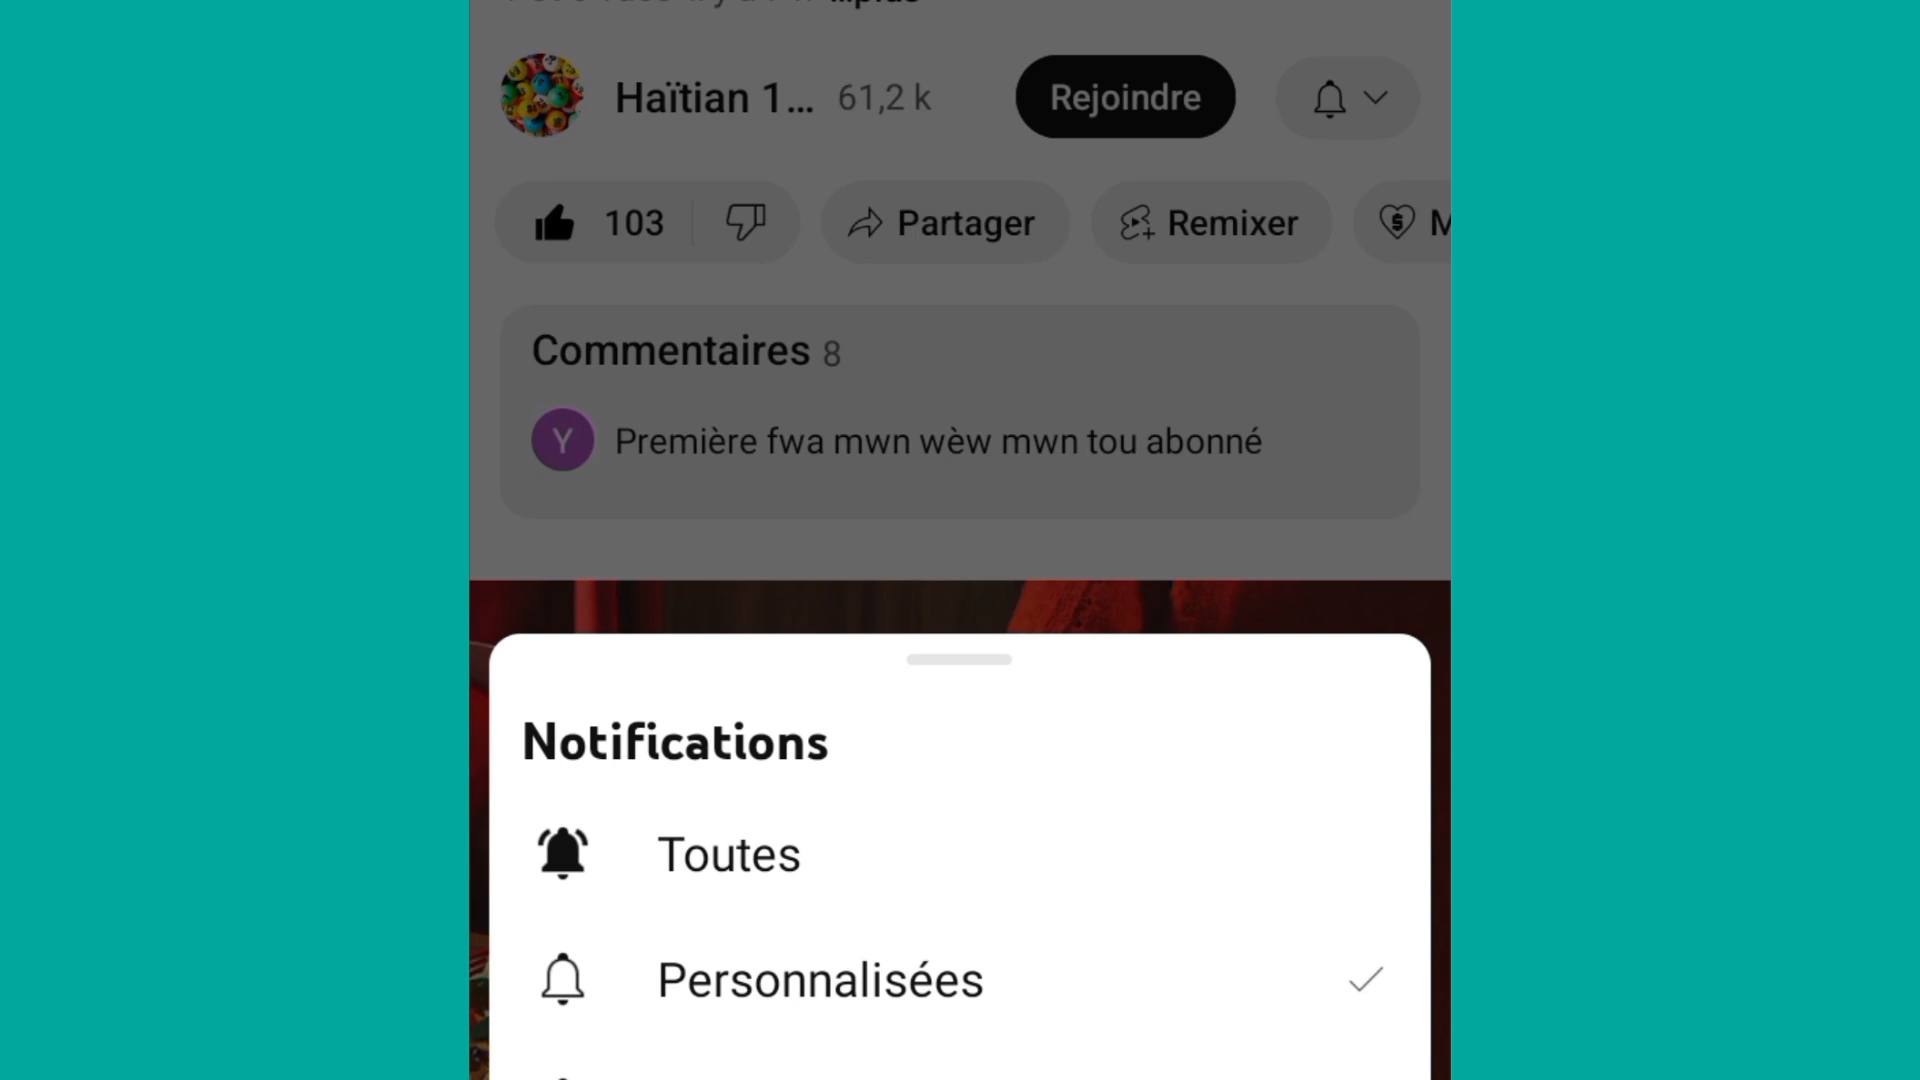 Haïtian 1... 61,2 k
Rejoindre
103
Partager
Remixer
M
Commentaires 8
Y
Première fwa mwn wèw mwn tou abonné
Notifications
Toutes
Personnalisées